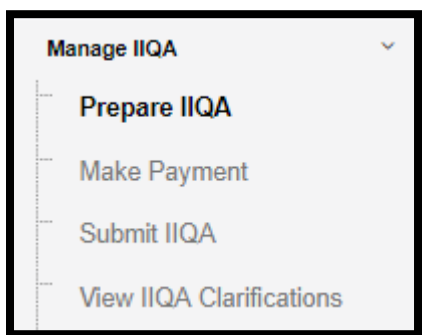 Manage IIQA
Prepare IIQA
Make Payment
Submit IIQA
View IIQA Clarifications